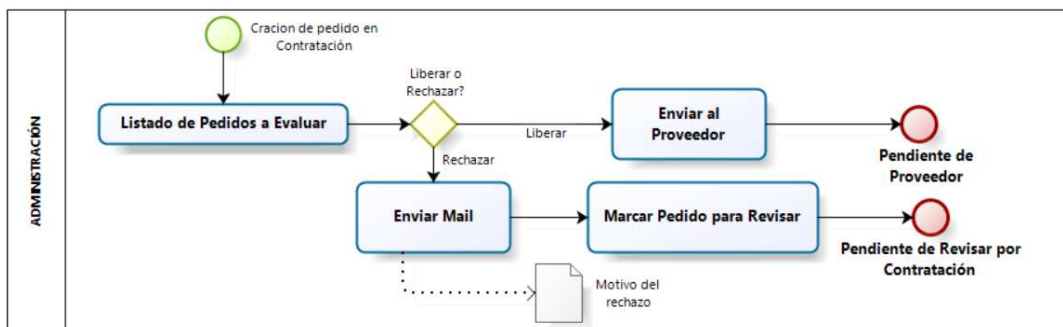 ADMINISTRACIÓN
Cracion de pedido en
Contratación
Listado de Pedidos a Evaluar
Liberar o
Rechazar?
Liberar
Enviar al
Proveedor
Pendiente de
Proveedor
Rechazar
Enviar Mail
Marcar Pedido para Revisar
Pendiente de Revisar por
Contratación
Motivo del
rechazo